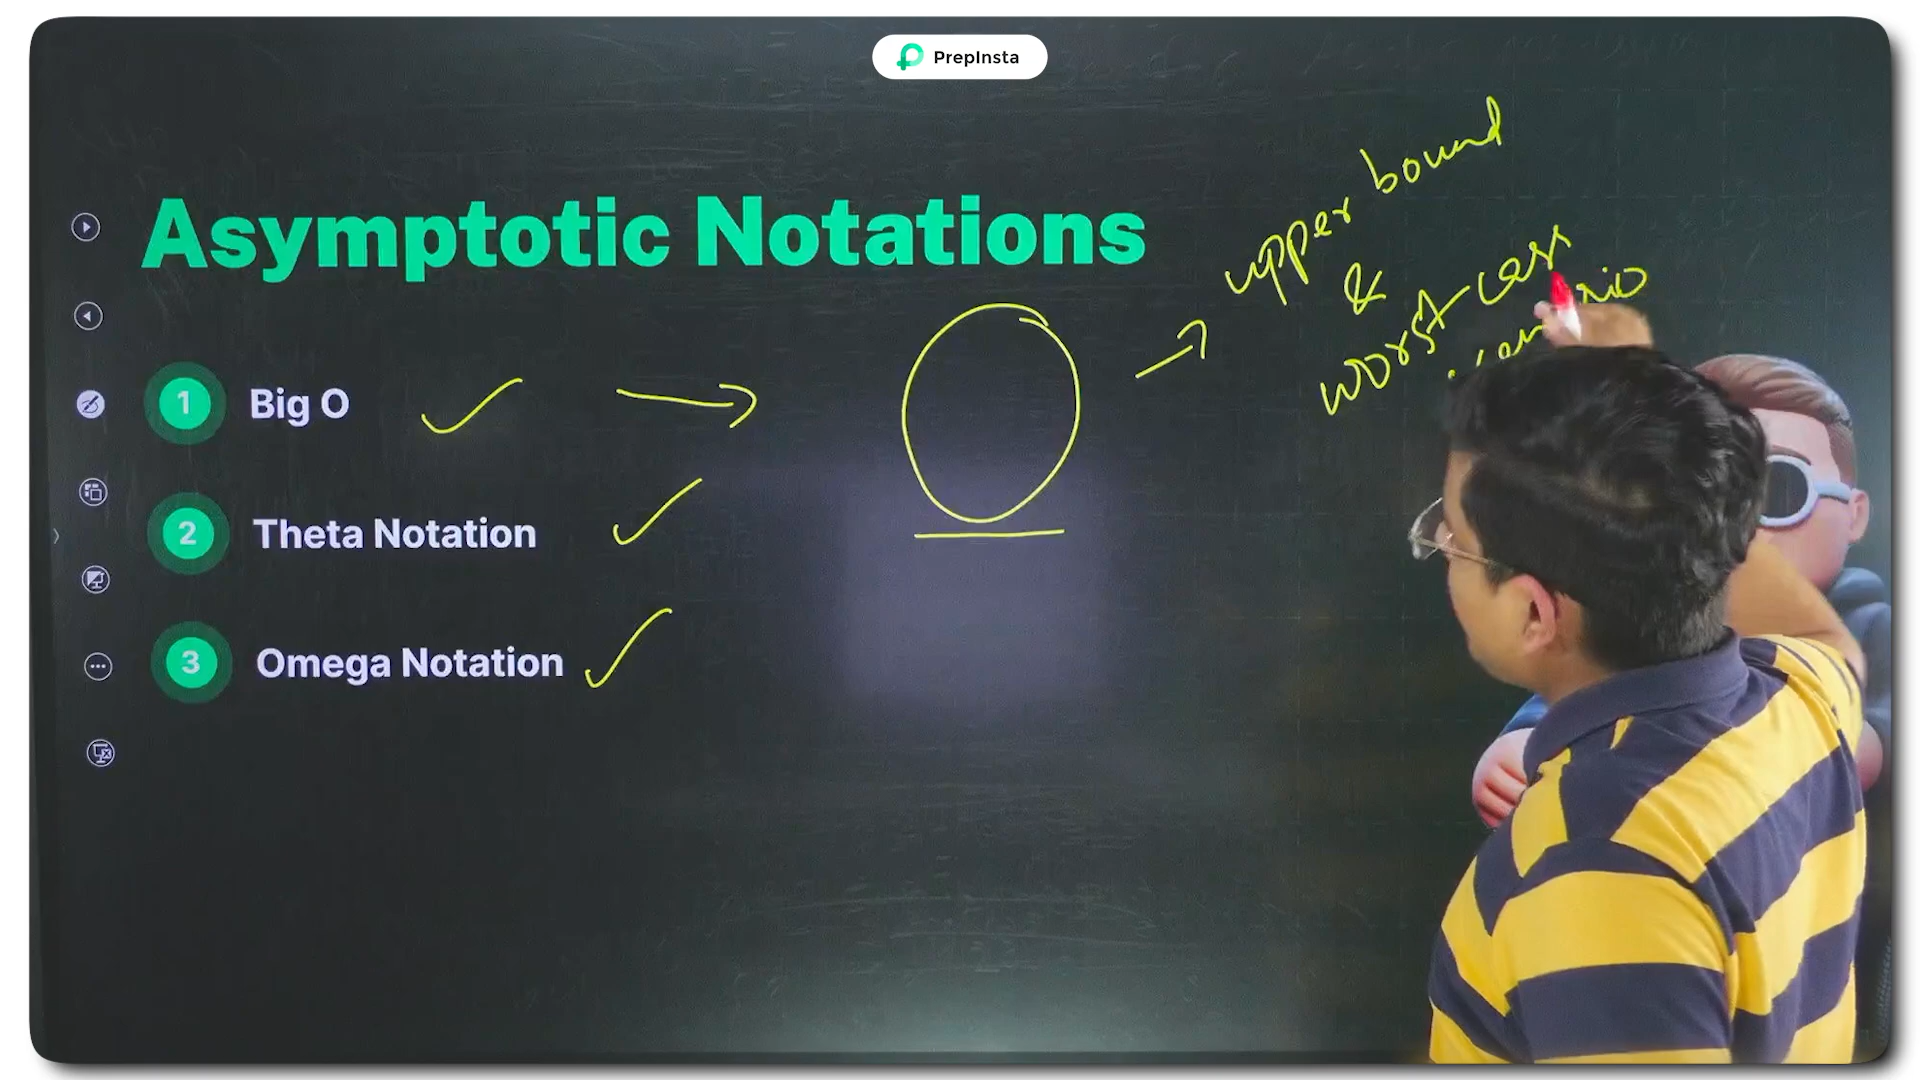 PrepInsta
Asymptotic Notations
upper bound
&
worst case
1 Big O
2 Theta Notation
3 Omega Notation